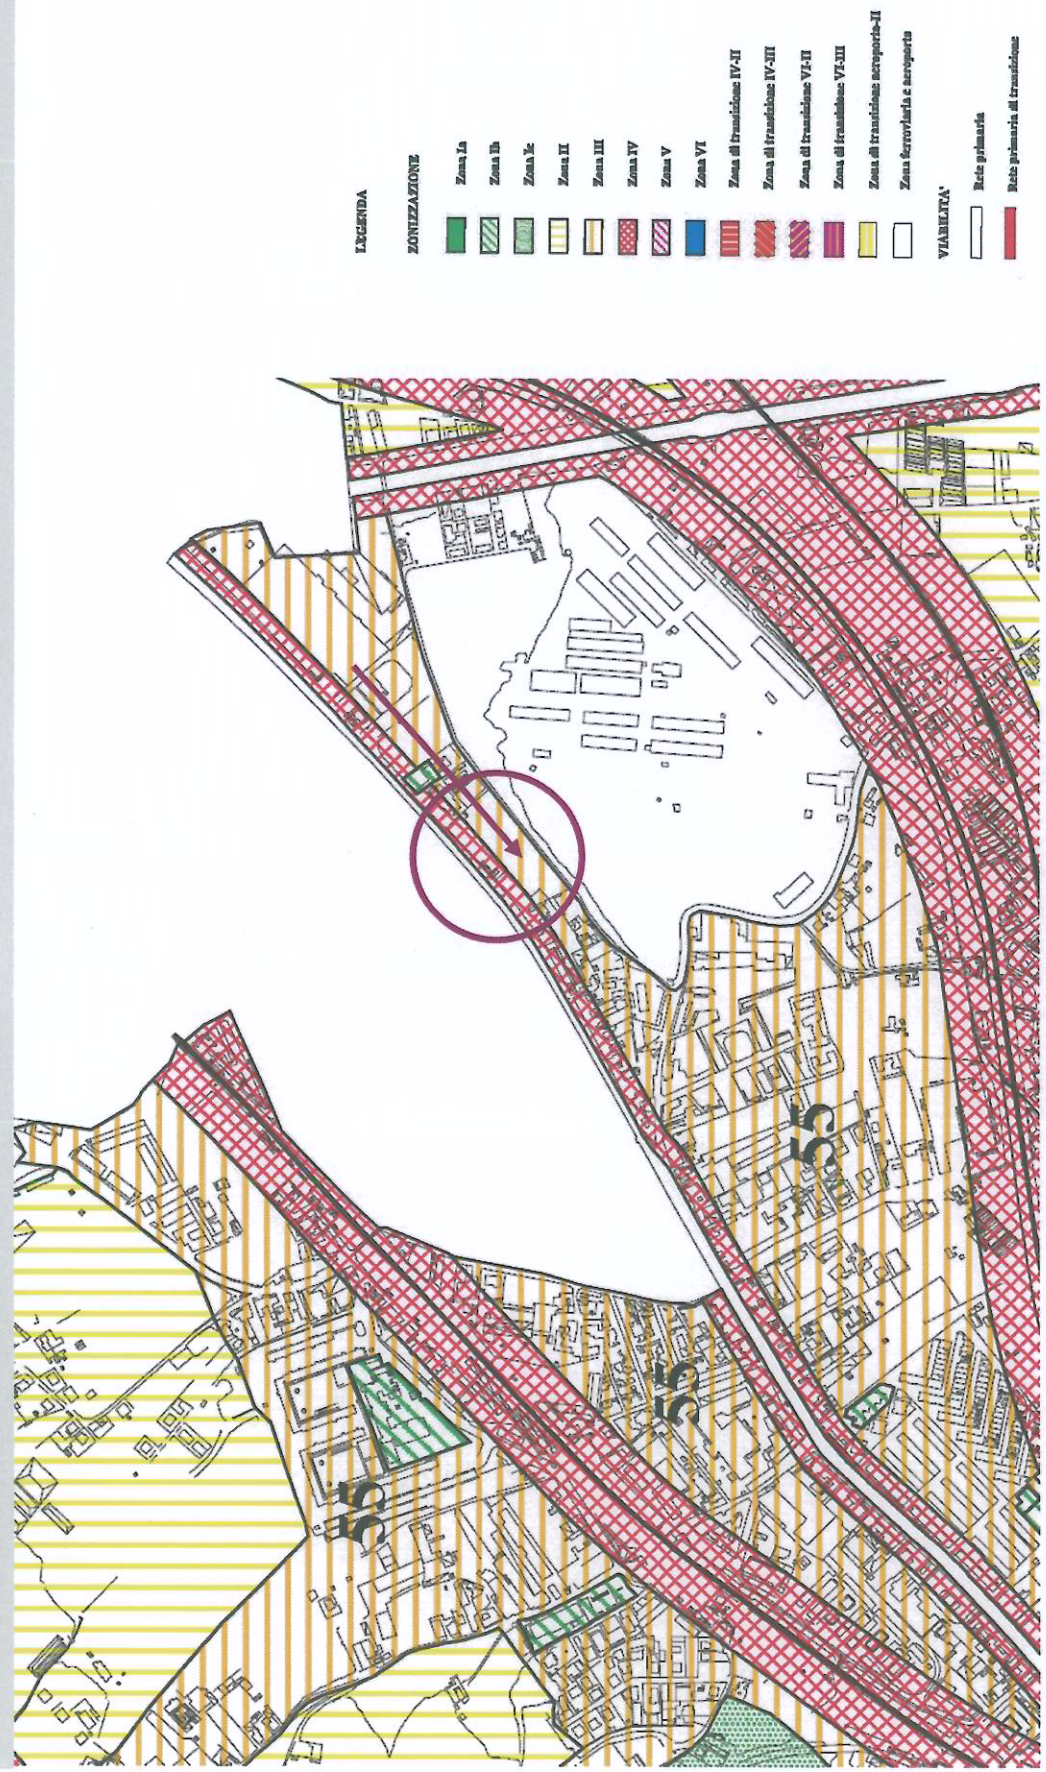 LEGENDA
ZONIZZAZIONE
Zona Ia
Zona Ib
Zona Ic
Zona II
Zona III
Zona IV
Zona V
Zona VI
Zona di transizione IV-II
Zona di transizione IV-III
Zona di transizione VI-II
Zona di transizione VI-III
Zona di transizione aeroporto-II
Zona ferroviaria e aeroporto
VIABILITA'
Rete primaria
Rete primaria di transizione
55
55
55